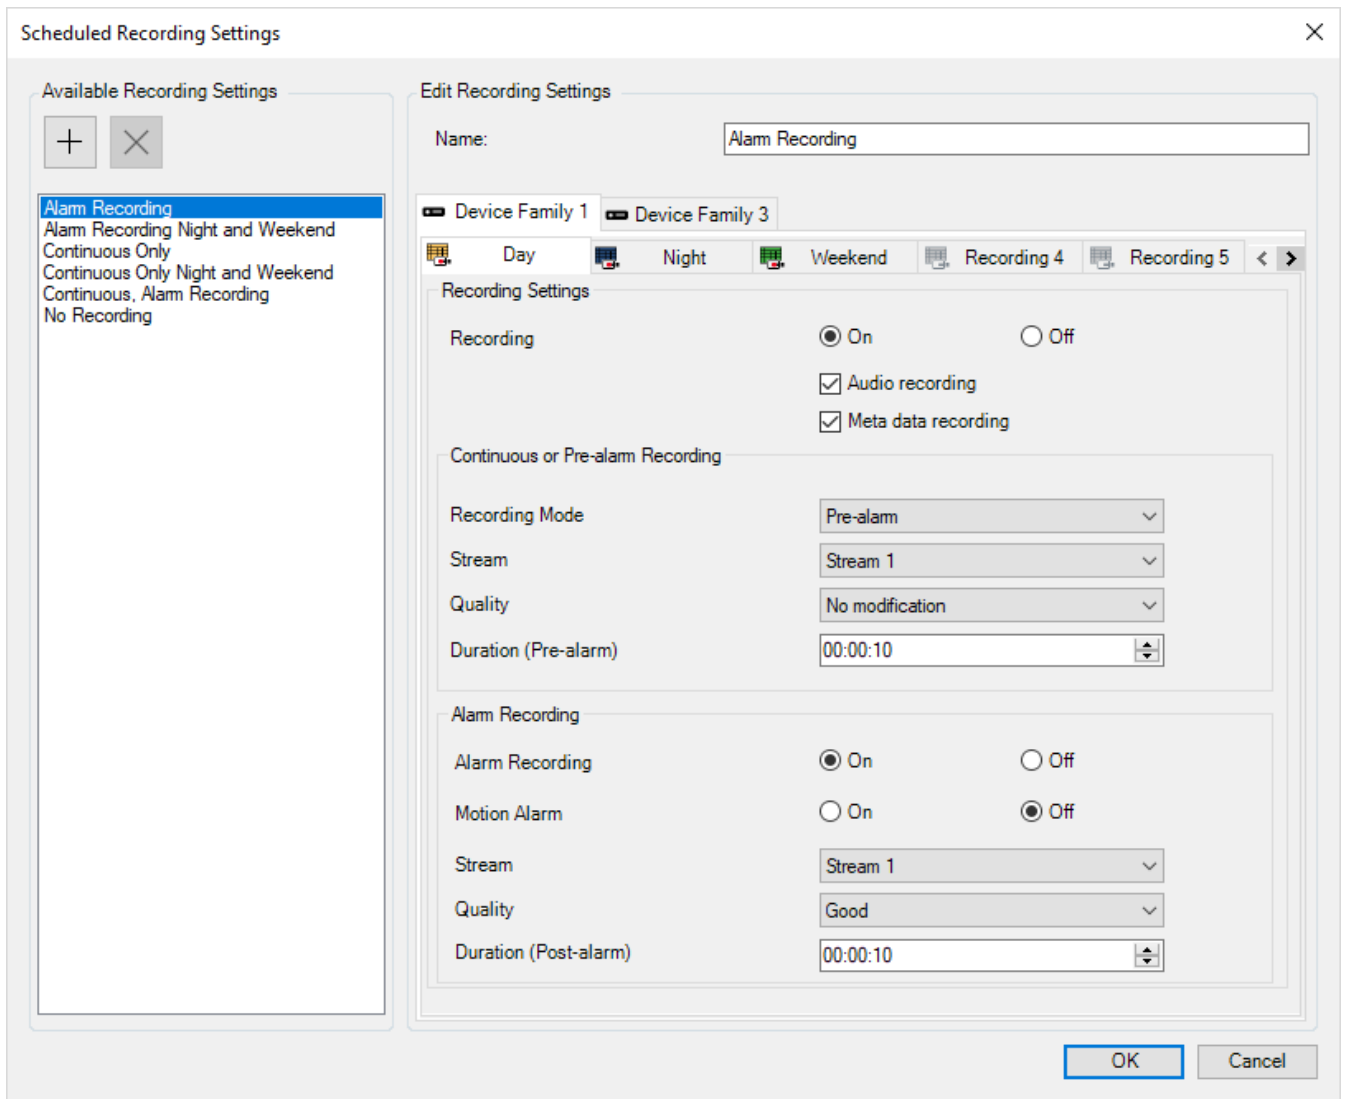 Scheduled Recording Settings
Available Recording Settings
Alarm Recording
Alarm Recording Night and Weekend
Continuous Only
Continuous Only Night and Weekend
Continuous, Alarm Recording
No Recording
Edit Recording Settings
Name: Alarm Recording
Device Family 1 Device Family 3
Day Night Weekend Recording 4 Recording 5
Recording Settings
Recording On Off
Audio recording
Meta data recording
Continuous or Pre-alarm Recording
Recording Mode Pre-alarm
Stream Stream 1
Quality No modification
Duration (Pre-alarm) 00:00:10
Alarm Recording
Alarm Recording On Off
Motion Alarm On Off
Stream Stream 1
Quality Good
Duration (Post-alarm) 00:00:10
OK Cancel